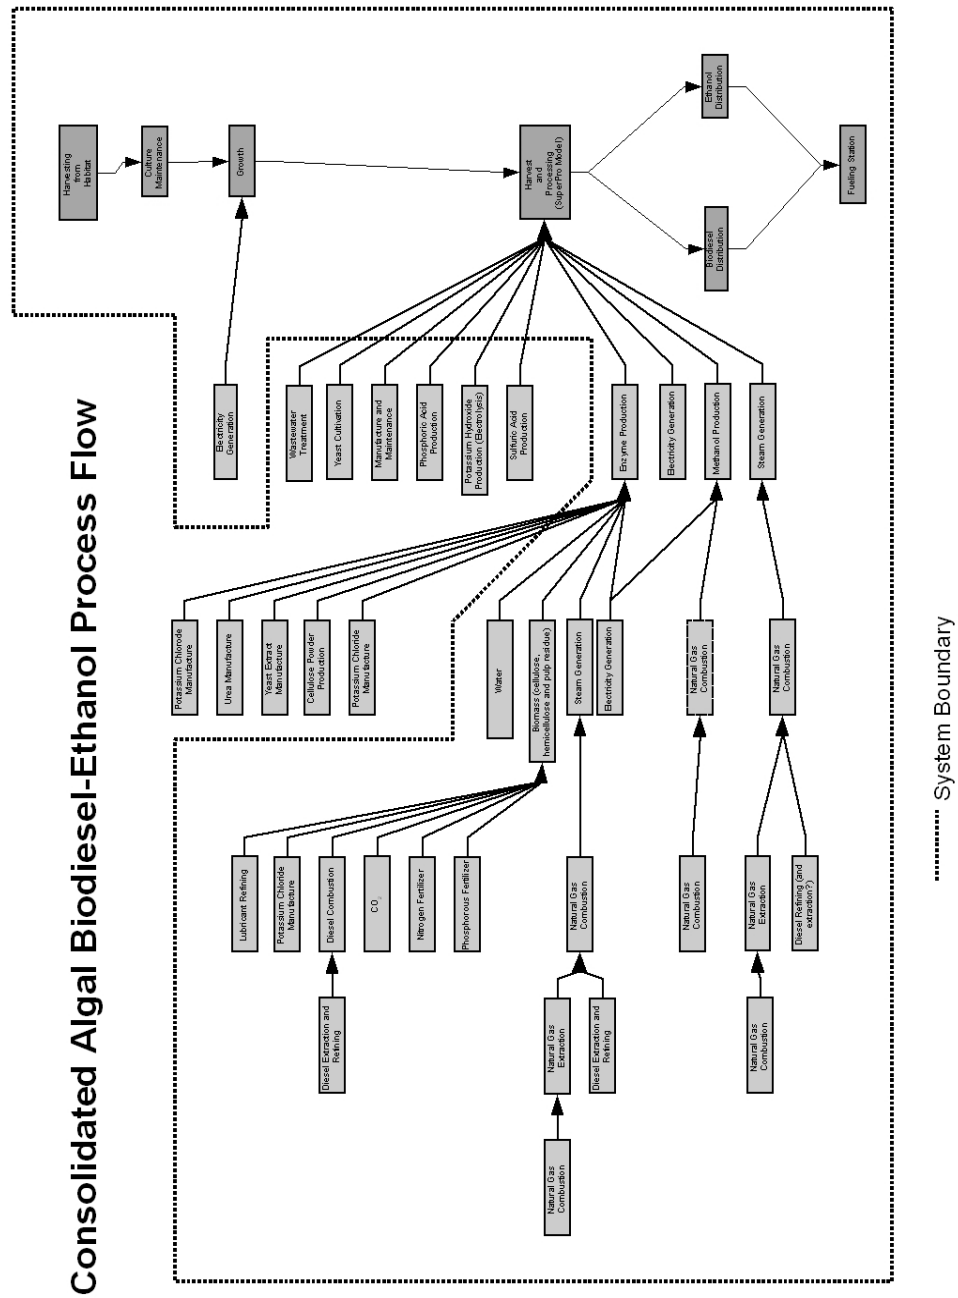 Consolidated Algal Biodiesel-Ethanol Process Flow
Harvesting
from
Habitat
Culture
Maintenance
Growth
Harvest
and
Processing
(SuperPro Model)
Ethanol
Distribution
Biodiesel
Distribution
Fueling Station
Electricity
Generation
Wastewater
Treatment
Yeast Cultivation
Manufacture and
Maintenance
Phosphoric Acid
Production
Potassium Hydroxide
Production (Electrolysis)
Sulfuric Acid
Production
Enzyme Production
Electricity Generation
Methanol Production
Steam Generation
Potassium Chlorode
Manufacture
Urea Manufacture
Yeast Extract
Manufacture
Cellulose Powder
Production
Potassium Chloride
Manufacture
Water
Biomass (cellulose,
hemicellulose and pulp residue)
Steam Generation
Electricity Generation
Natural Gas
Combustion
Natural Gas
Combustion
Lubricant Refining
Potassium Chloride
Manufacture
Diesel Combustion
CO2
Nitrogen Fertilizer
Phosphorous Fertilizer
Natural Gas
Combustion
Natural Gas
Combustion
Natural Gas
Extraction
Diesel Refining (and
extraction?)
Diesel Extraction and
Refining
Natural Gas
Extraction
Diesel Extraction and
Refining
Natural Gas
Combustion
Natural Gas
Combustion
System Boundary